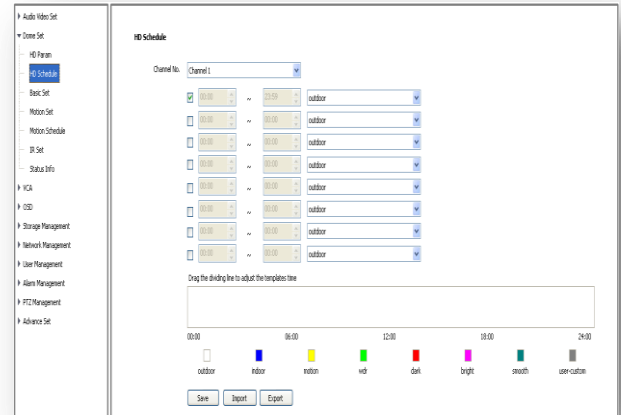 Audio Video Set
Dome Set
HD Param
HD Schedule
Basic Set
Motion Set
Motion Schedule
IR Set
Status Info
VCA
OSD
Storage Management
Network Management
User Management
Alarm Management
PTZ Management
Advance Set
HD Schedule
Channel No. Channel 1
00:00 ~ 23:59 outdoor
00:00 ~ 00:00 outdoor
00:00 ~ 00:00 outdoor
00:00 ~ 00:00 outdoor
00:00 ~ 00:00 outdoor
00:00 ~ 00:00 outdoor
00:00 ~ 00:00 outdoor
00:00 ~ 00:00 outdoor
Drag the dividing line to adjust the templates time
00:00 06:00 12:00 18:00 24:00
outdoor indoor motion wdr dark bright smooth user-custom
Save Import Export